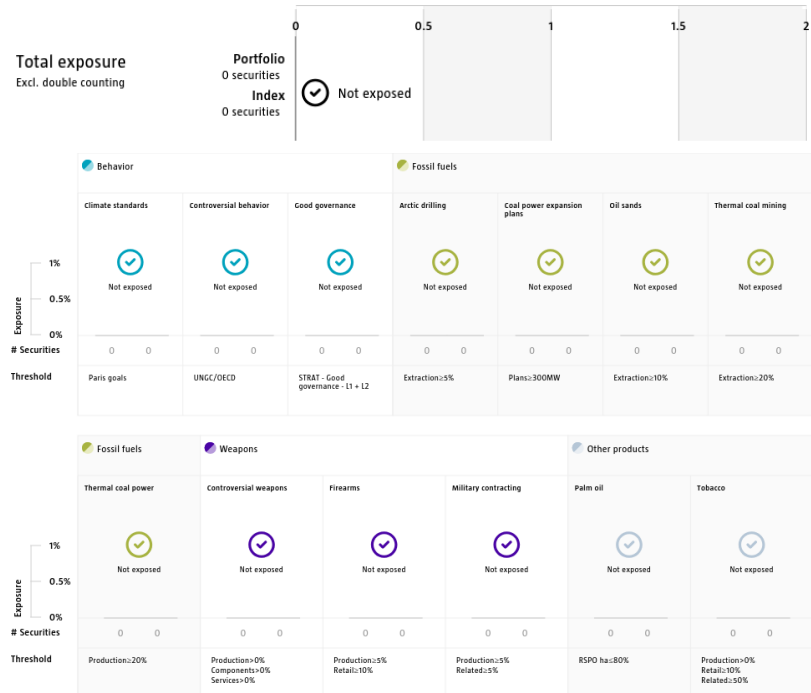 0 0.5 1 1.5 2
Total exposure
Excl. double counting
Portfolio
0 securities
Index
0 securities
Not exposed
Behavior Fossil fuels
Climate standards Controversial behavior Good governance Arctic drilling Coal power expansion plans Oil sands Thermal coal mining
Not exposed Not exposed Not exposed Not exposed Not exposed Not exposed Not exposed
Exposure
1%
0.5%
0%
# Securities 0 0 0 0 0 0 0 0 0 0 0 0 0 0
Threshold Paris goals UNGC/OECD STRAT - Good governance - L1 + L2 Extraction≥5% Plans≥300MW Extraction≥10% Extraction≥20%
Fossil fuels Weapons Other products
Thermal coal power Controversial weapons Firearms Military contracting Palm oil Tobacco
Not exposed Not exposed Not exposed Not exposed Not exposed Not exposed
Exposure
1%
0.5%
0%
# Securities 0 0 0 0 0 0 0 0 0 0 0 0
Threshold Production≥20% Production>0% Production≥5% Production≥5% RSPO ha≤80% Production>0%
Components>0% Retail≥10% Related≥5% Retail≥10%
Services>0% Related≥50%